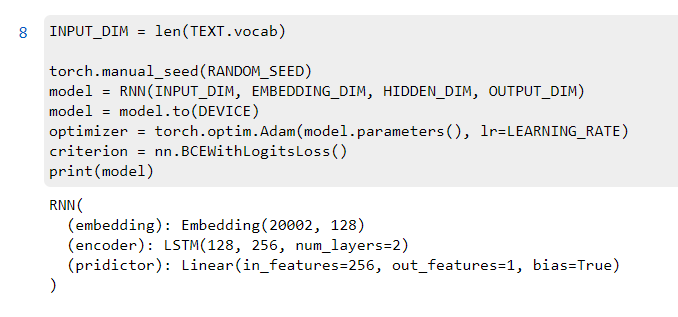 8
INPUT_DIM = len(TEXT.vocab)
torch.manual_seed(RANDOM_SEED)
model = RNN(INPUT_DIM, EMBEDDING_DIM, HIDDEN_DIM, OUTPUT_DIM)
model = model.to(DEVICE)
optimizer = torch.optim.Adam(model.parameters(), lr=LEARNING_RATE)
criterion = nn.BCEWithLogitsLoss()
print(model)
RNN(
  (embedding): Embedding(20002, 128)
  (encoder): LSTM(128, 256, num_layers=2)
  (pridictor): Linear(in_features=256, out_features=1, bias=True)
)